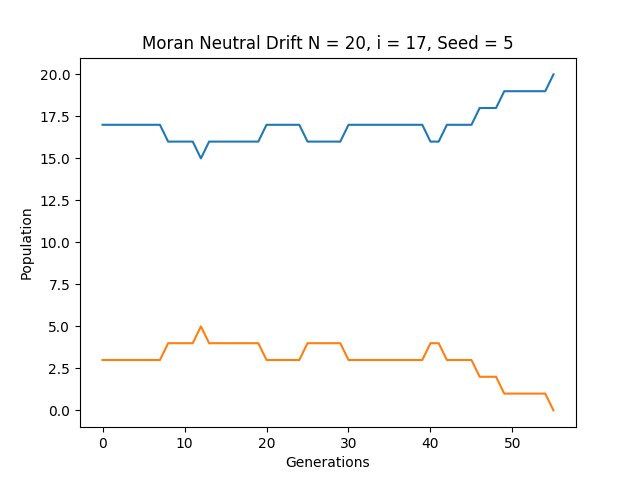 Moran Neutral Drift N = 20, i = 17, Seed = 5
20.0
17.5
15.0
12.5
10.0
7.5
5.0
2.5
0.0
Population
0 10 20 30 40 50
Generations